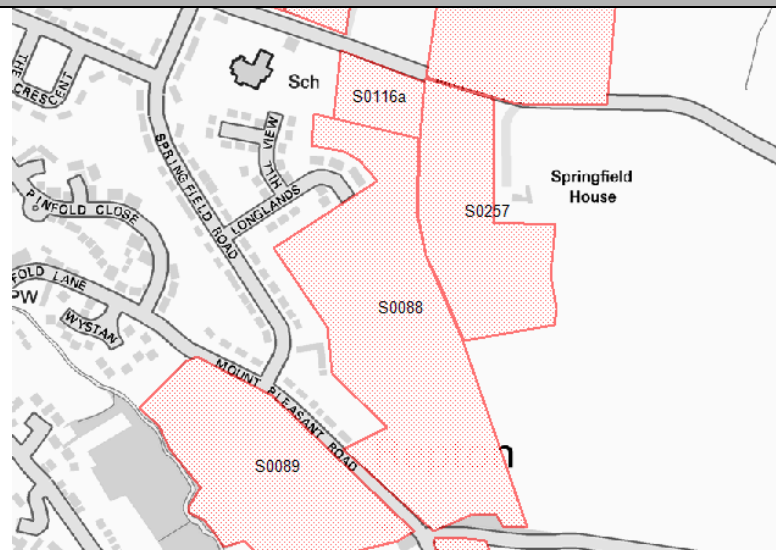 THE
CRESCENT
Sch
S0116a
VIEW
HILL
SPRINGFIELD ROAD
LONGLANDS
Springfield
House
PINFOLD CLOSE
S0257
FOLD LANE
PW
WYSTAN
S0088
MOUNT PLEASANT ROAD
S0089